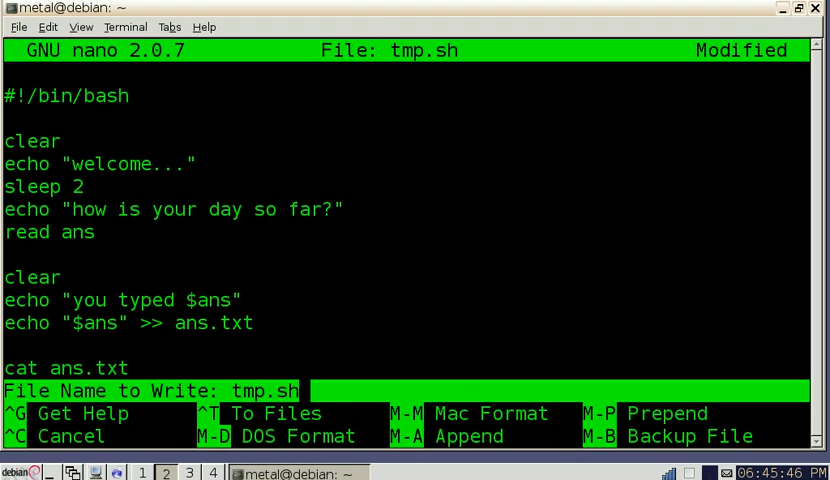 metal@debian: ~
File Edit View Terminal Tabs Help
GNU nano 2.0.7 File: tmp.sh Modified
#!/bin/bash
clear
echo "welcome..."
sleep 2
echo "how is your day so far?"
read ans
clear
echo "you typed $ans"
echo "$ans" >> ans.txt
cat ans.txt
File Name to Write: tmp.sh
^G Get Help ^T To Files M-M Mac Format M-P Prepend
^C Cancel M-D DOS Format M-A Append M-B Backup File
debian 1 2 3 4 metal@debian: ~ 06:45:46 PM